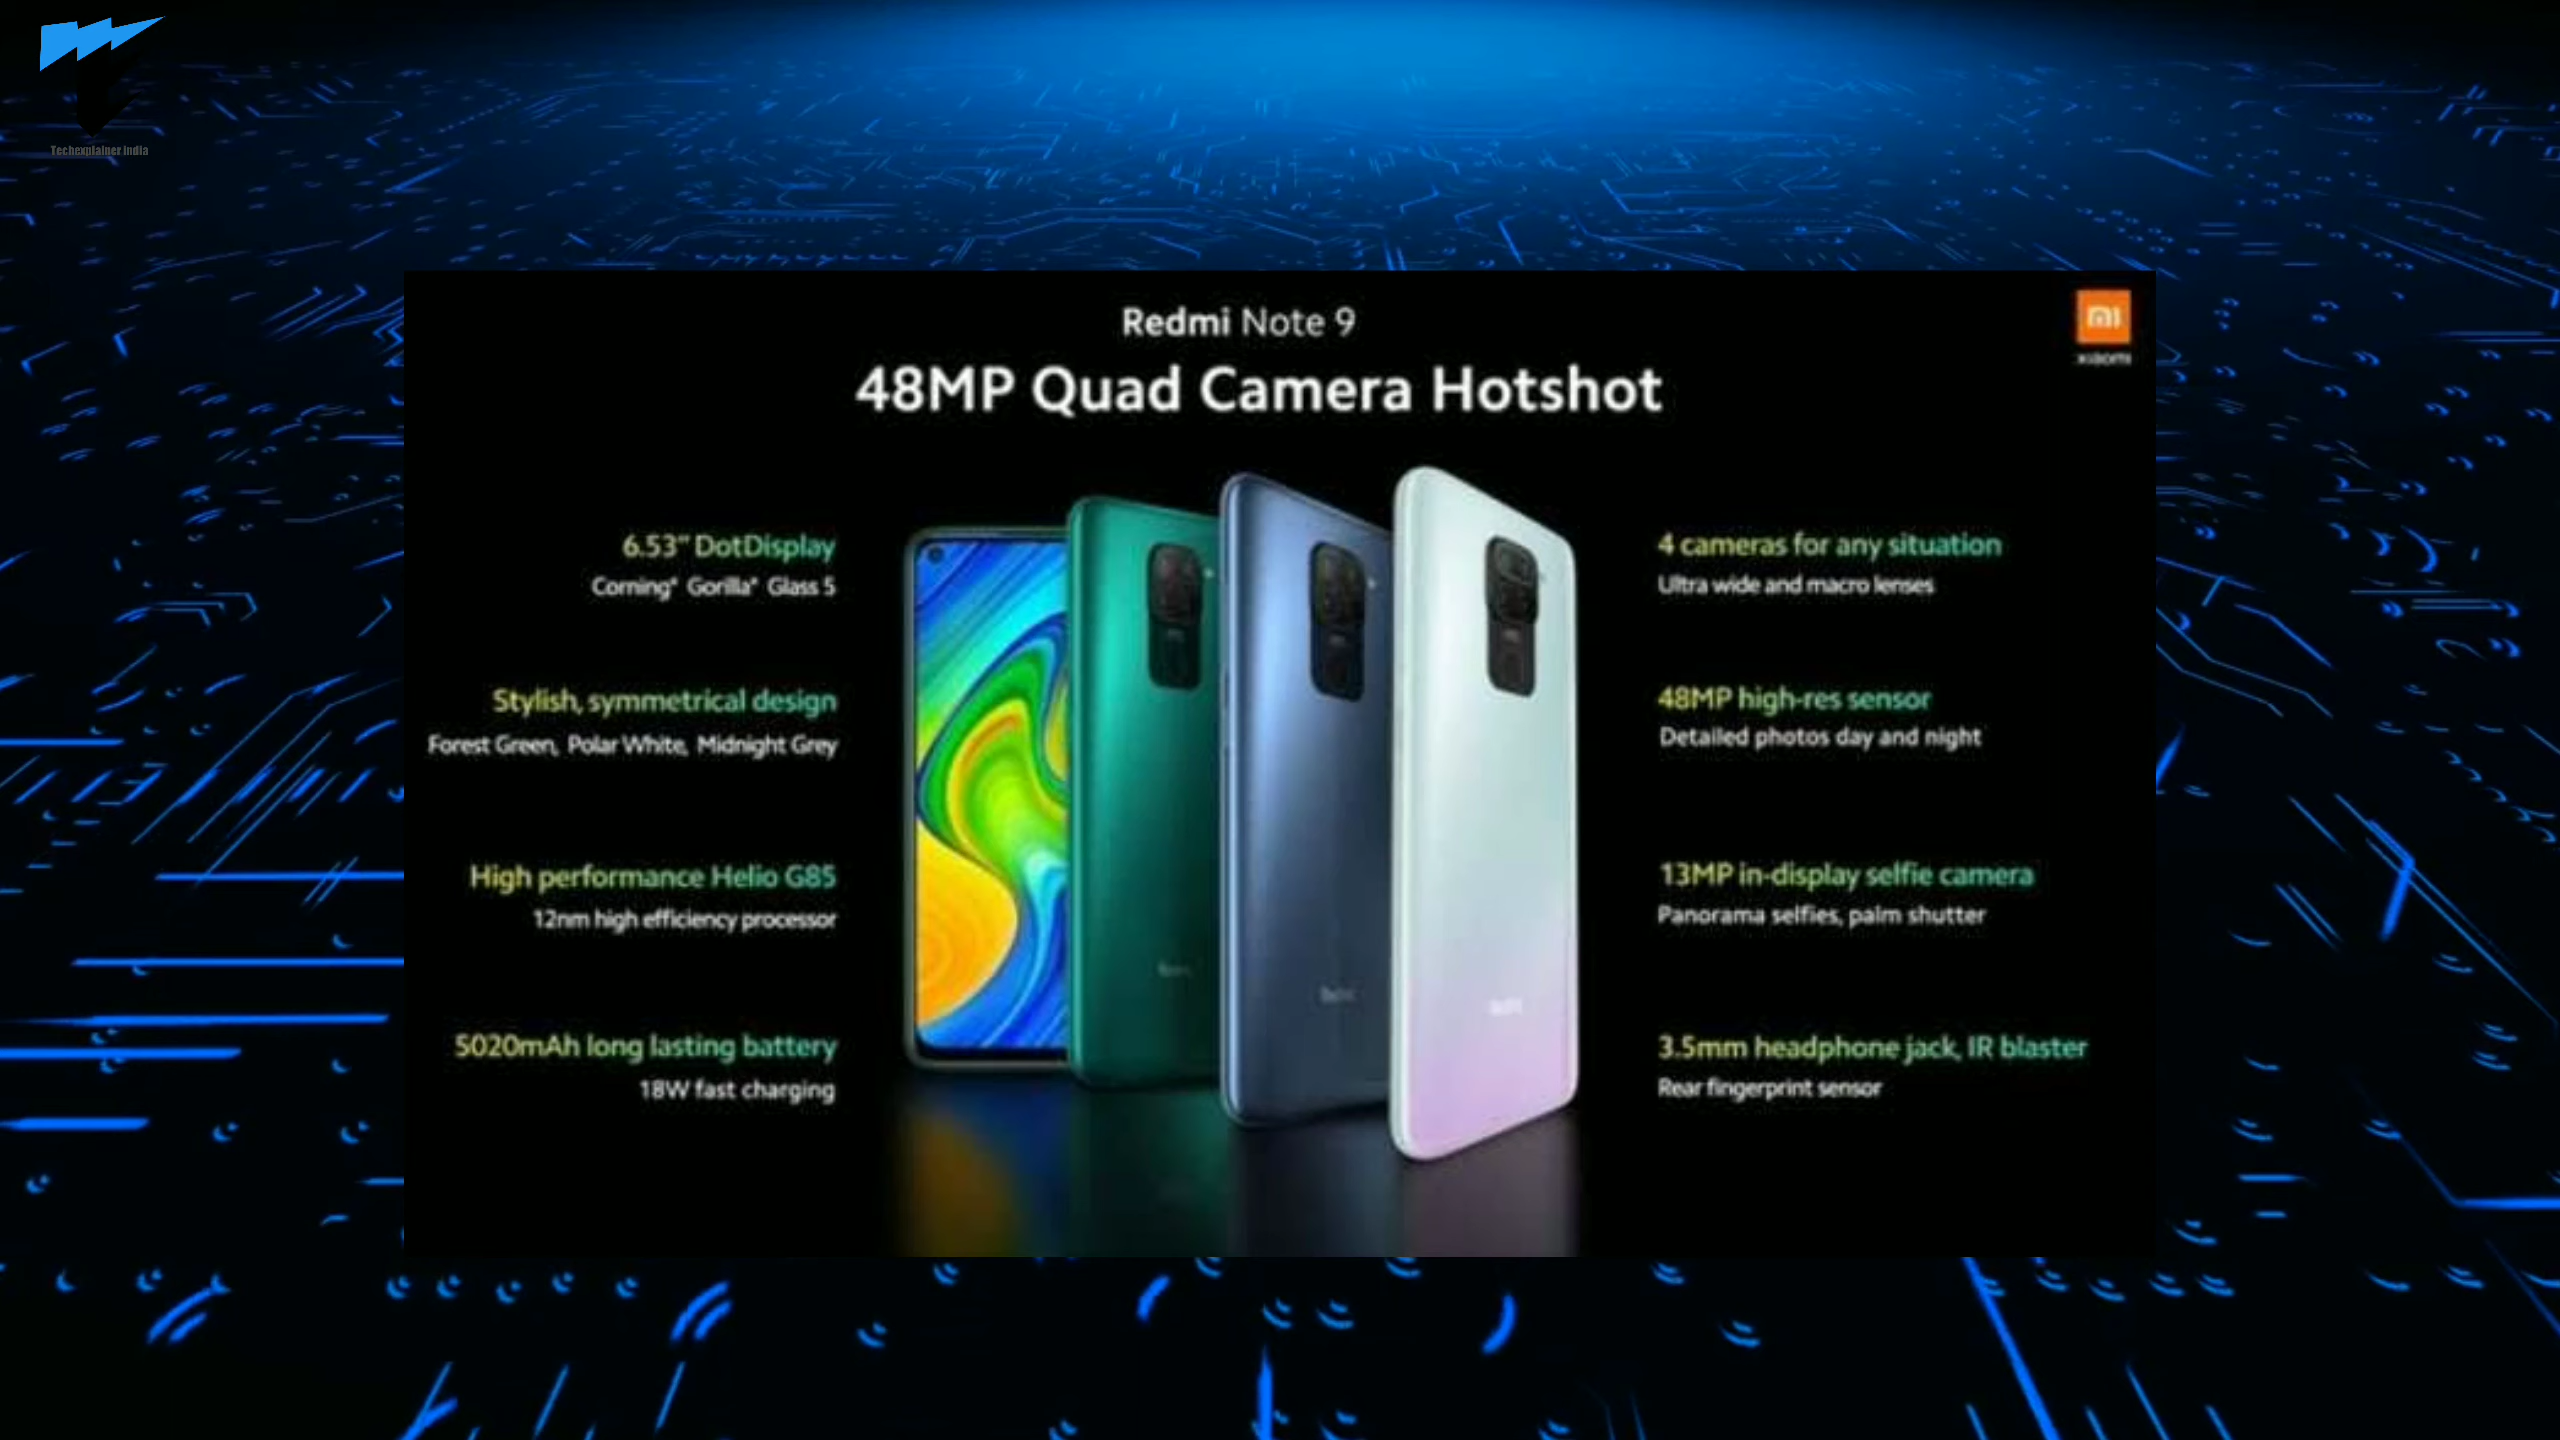 Techexplainer India
Redmi Note 9
mi
xiaomi
48MP Quad Camera Hotshot
6.53" DotDisplay
Corning® Gorilla® Glass 5
Stylish, symmetrical design
Forest Green, Polar White, Midnight Grey
High performance Helio G85
12nm high efficiency processor
5020mAh long lasting battery
18W fast charging
4 cameras for any situation
Ultra wide and macro lenses
48MP high-res sensor
Detailed photos day and night
13MP in-display selfie camera
Panorama selfies, palm shutter
3.5mm headphone jack, IR blaster
Rear fingerprint sensor